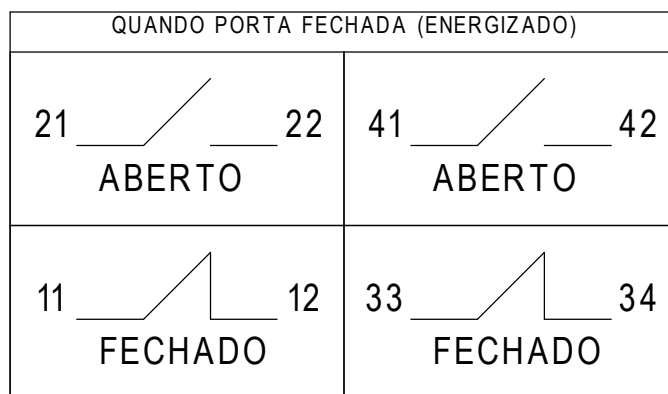 QUANDO PORTA FECHADA (ENERGIZADO)
21 22
ABERTO
41 42
ABERTO
11 12
FECHADO
33 34
FECHADO